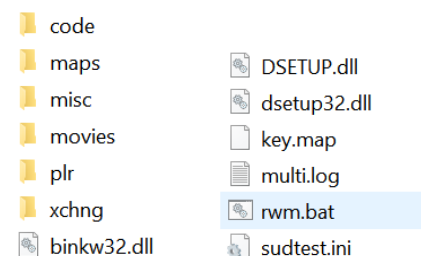 code
maps
misc
movies
plr
xchng
binkw32.dll
DSETUP.dll
dsetup32.dll
key.map
multi.log
rwm.bat
sudtest.ini